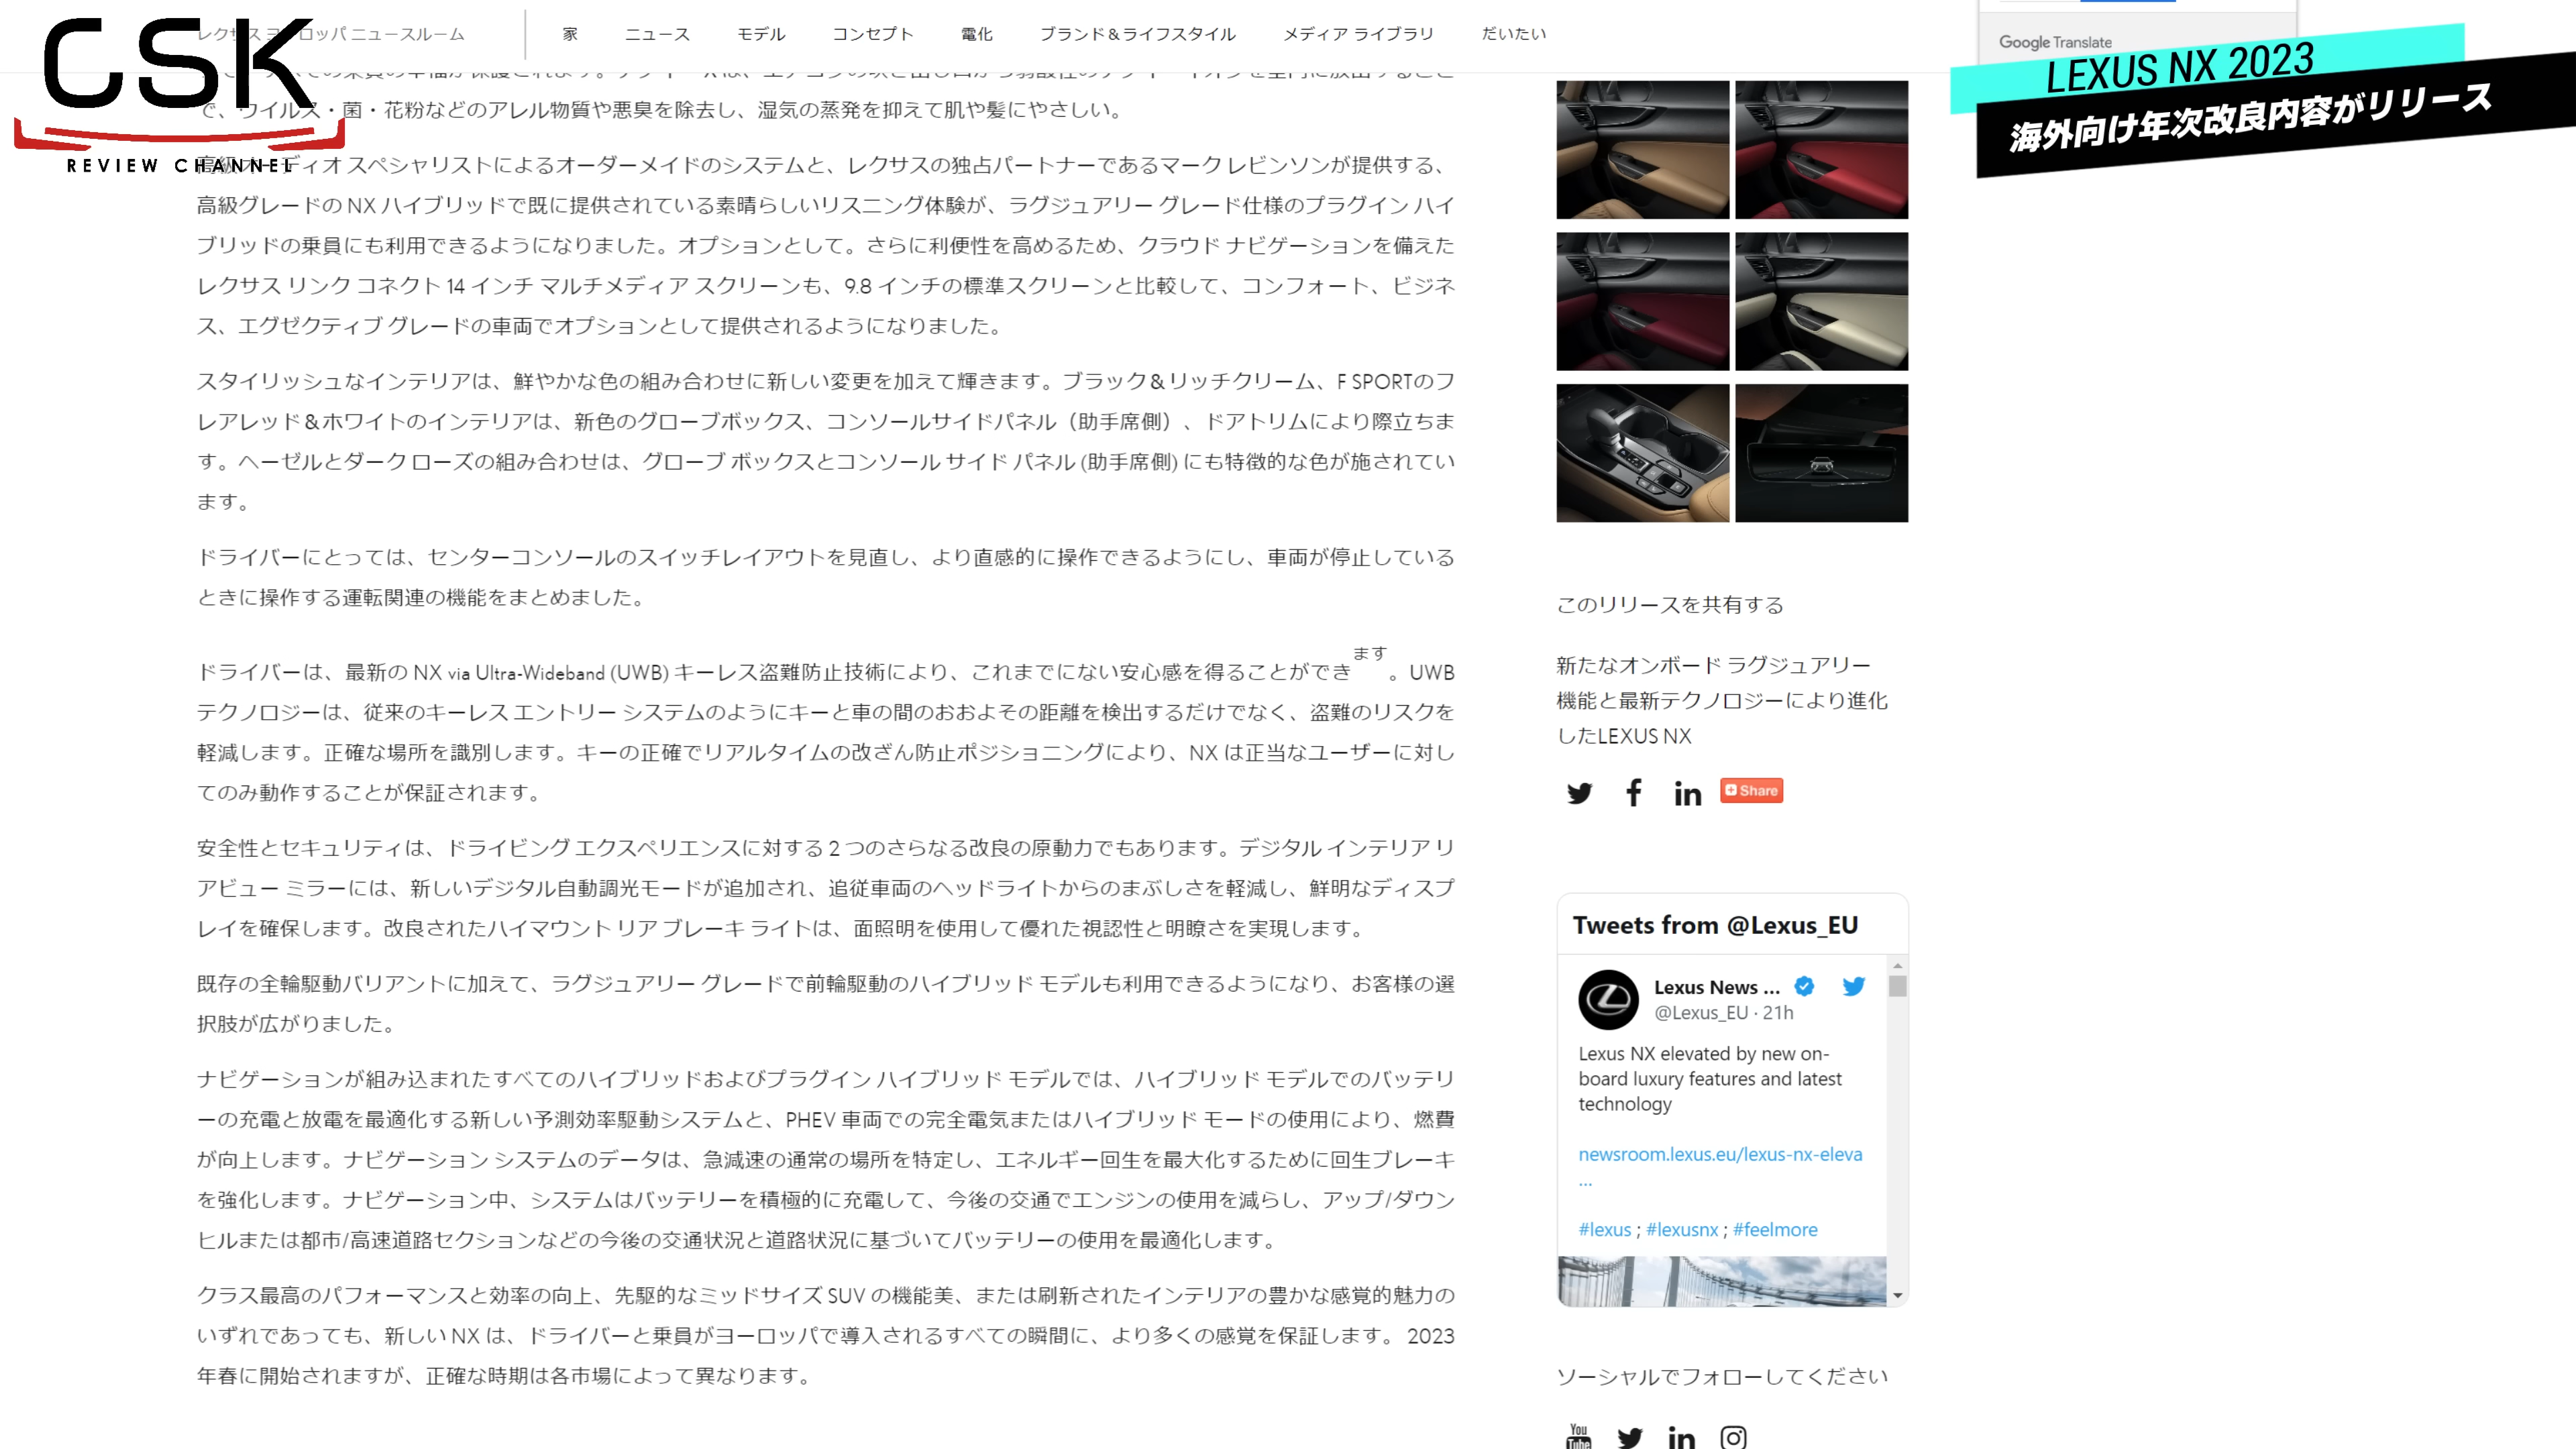 CSK
REVIEW CHANNEL
レクサス ヨーロッパ ニュースルーム
家
ニュース
モデル
コンセプト
電化
ブランド＆ライフスタイル
メディア ライブラリ
だいたい
Google Translate
LEXUS NX 2023
海外向け年次改良内容がリリース
で、ウイルス・菌・花粉などのアレル物質や悪臭を除去し、湿気の蒸発を抑えて肌や髪にやさしい。
高級オーディオ スペシャリストによるオーダーメイドのシステムと、レクサスの独占パートナーであるマーク レビンソンが提供する、
高級グレードの NX ハイブリッドで既に提供されている素晴らしいリスニング体験が、ラグジュアリー グレード仕様のプラグイン ハイ
ブリッドの乗員にも利用できるようになりました。オプションとして。さらに利便性を高めるため、クラウド ナビゲーションを備えた
レクサス リンク コネクト 14 インチ マルチメディア スクリーンも、9.8 インチの標準スクリーンと比較して、コンフォート、ビジネ
ス、エグゼクティブ グレードの車両でオプションとして提供されるようになりました。
スタイリッシュなインテリアは、鮮やかな色の組み合わせに新しい変更を加えて輝きます。ブラック＆リッチクリーム、F SPORTのフ
レアレッド＆ホワイトのインテリアは、新色のグローブボックス、コンソールサイドパネル（助手席側）、ドアトリムにより際立ちま
す。ヘーゼルとダーク ローズの組み合わせは、グローブ ボックスとコンソール サイド パネル (助手席側) にも特徴的な色が施されてい
ます。
ドライバーにとっては、センターコンソールのスイッチレイアウトを見直し、より直感的に操作できるようにし、車両が停止している
ときに操作する運転関連の機能をまとめました。
ドライバーは、最新の NX via Ultra-Wideband (UWB) キーレス盗難防止技術により、これまでにない安心感を得ることができます。UWB
テクノロジーは、従来のキーレス エントリー システムのようにキーと車の間のおおよその距離を検出するだけでなく、盗難のリスクを
軽減します。正確な場所を識別します。キーの正確でリアルタイムの改ざん防止ポジショニングにより、NX は正当なユーザーに対し
てのみ動作することが保証されます。
安全性とセキュリティは、ドライビング エクスペリエンスに対する 2 つのさらなる改良の原動力でもあります。デジタル インテリア リ
アビュー ミラーには、新しいデジタル自動調光モードが追加され、追従車両のヘッドライトからのまぶしさを軽減し、鮮明なディスプ
レイを確保します。改良されたハイマウント リア ブレーキ ライトは、面照明を使用して優れた視認性と明瞭さを実現します。
既存の全輪駆動バリアントに加えて、ラグジュアリー グレードで前輪駆動のハイブリッド モデルも利用できるようになり、お客様の選
択肢が広がりました。
ナビゲーションが組み込まれたすべてのハイブリッドおよびプラグイン ハイブリッド モデルでは、ハイブリッド モデルでのバッテリ
ーの充電と放電を最適化する新しい予測効率駆動システムと、PHEV 車両での完全電気またはハイブリッド モードの使用により、燃費
が向上します。ナビゲーション システムのデータは、急減速の通常の場所を特定し、エネルギー回生を最大化するために回生ブレーキ
を強化します。ナビゲーション中、システムはバッテリーを積極的に充電して、今後の交通でエンジンの使用を減らし、アップ/ダウン
ヒルまたは都市/高速道路セクションなどの今後の交通状況と道路状況に基づいてバッテリーの使用を最適化します。
クラス最高のパフォーマンスと効率の向上、先駆的なミッドサイズ SUV の機能美、または刷新されたインテリアの豊かな感覚的魅力の
いずれであっても、新しい NX は、ドライバーと乗員がヨーロッパで導入されるすべての瞬間に、より多くの感覚を保証します。 2023
年春に開始されますが、正確な時期は各市場によって異なります。
このリリースを共有する
新たなオンボード ラグジュアリー
機能と最新テクノロジーにより進化
したLEXUS NX
Share
Tweets from @Lexus_EU
Lexus News ...
@Lexus_EU · 21h
Lexus NX elevated by new on-
board luxury features and latest
technology
newsroom.lexus.eu/lexus-nx-eleva
...
#lexus ; #lexusnx ; #feelmore
ソーシャルでフォローしてください
You
Tube